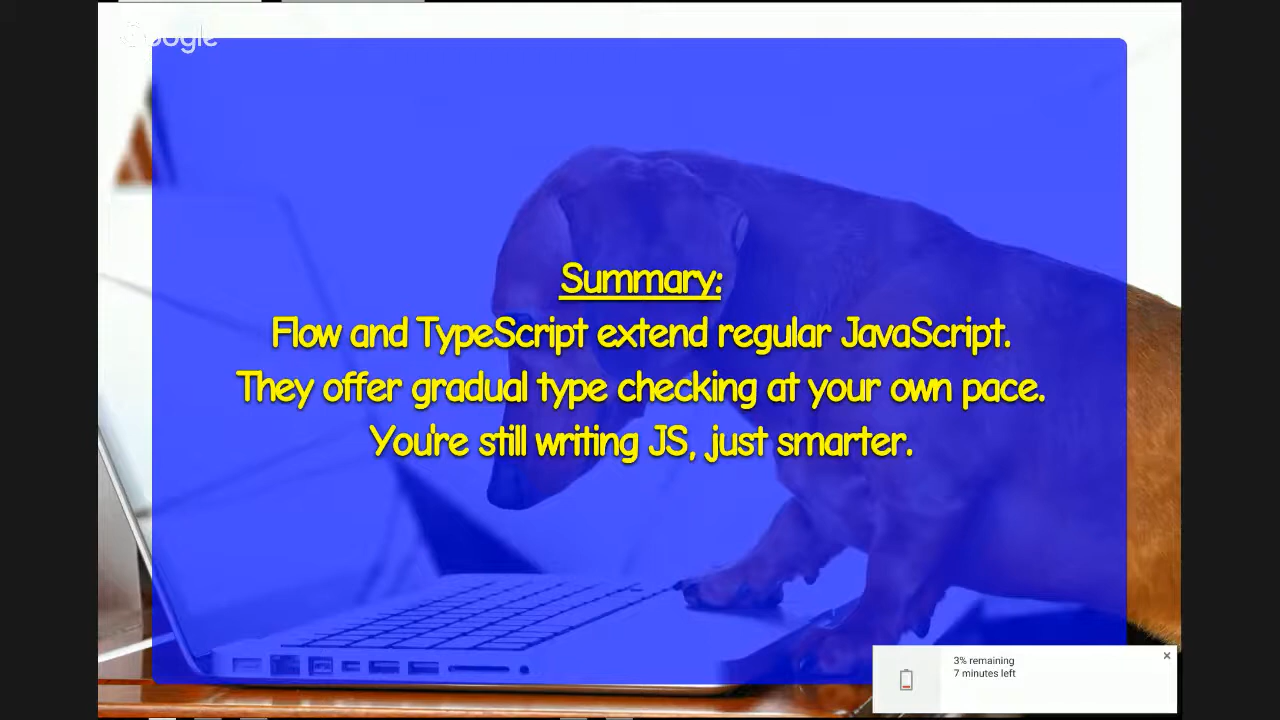 Google
Summary:
Flow and TypeScript extend regular JavaScript.
They offer gradual type checking at your own pace.
You're still writing JS, just smarter.
3% remaining
7 minutes left